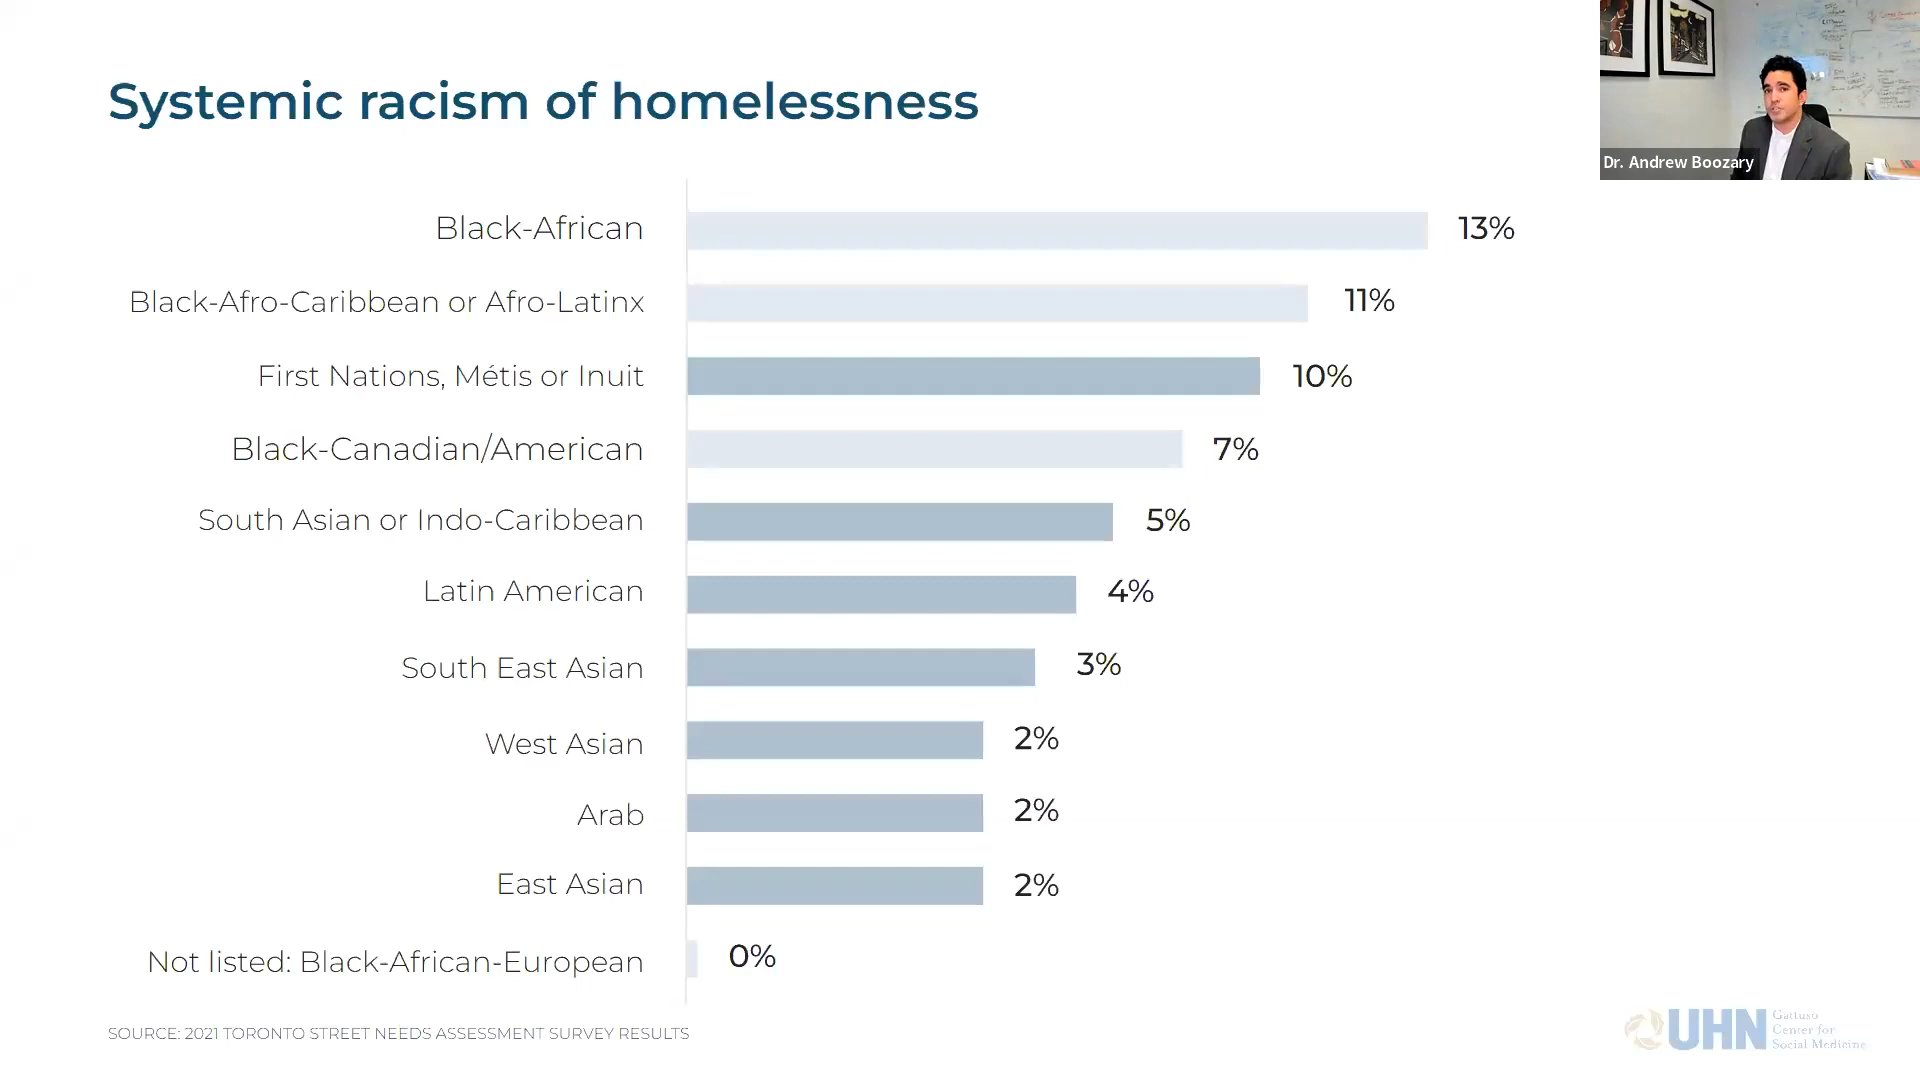 Systemic racism of homelessness
Dr. Andrew Boozary
Black-African 13%
Black-Afro-Caribbean or Afro-Latinx 11%
First Nations, Métis or Inuit 10%
Black-Canadian/American 7%
South Asian or Indo-Caribbean 5%
Latin American 4%
South East Asian 3%
West Asian 2%
Arab 2%
East Asian 2%
Not listed: Black-African-European 0%
SOURCE: 2021 TORONTO STREET NEEDS ASSESSMENT SURVEY RESULTS
UHN
Gattuso
Center for
Social Medicine